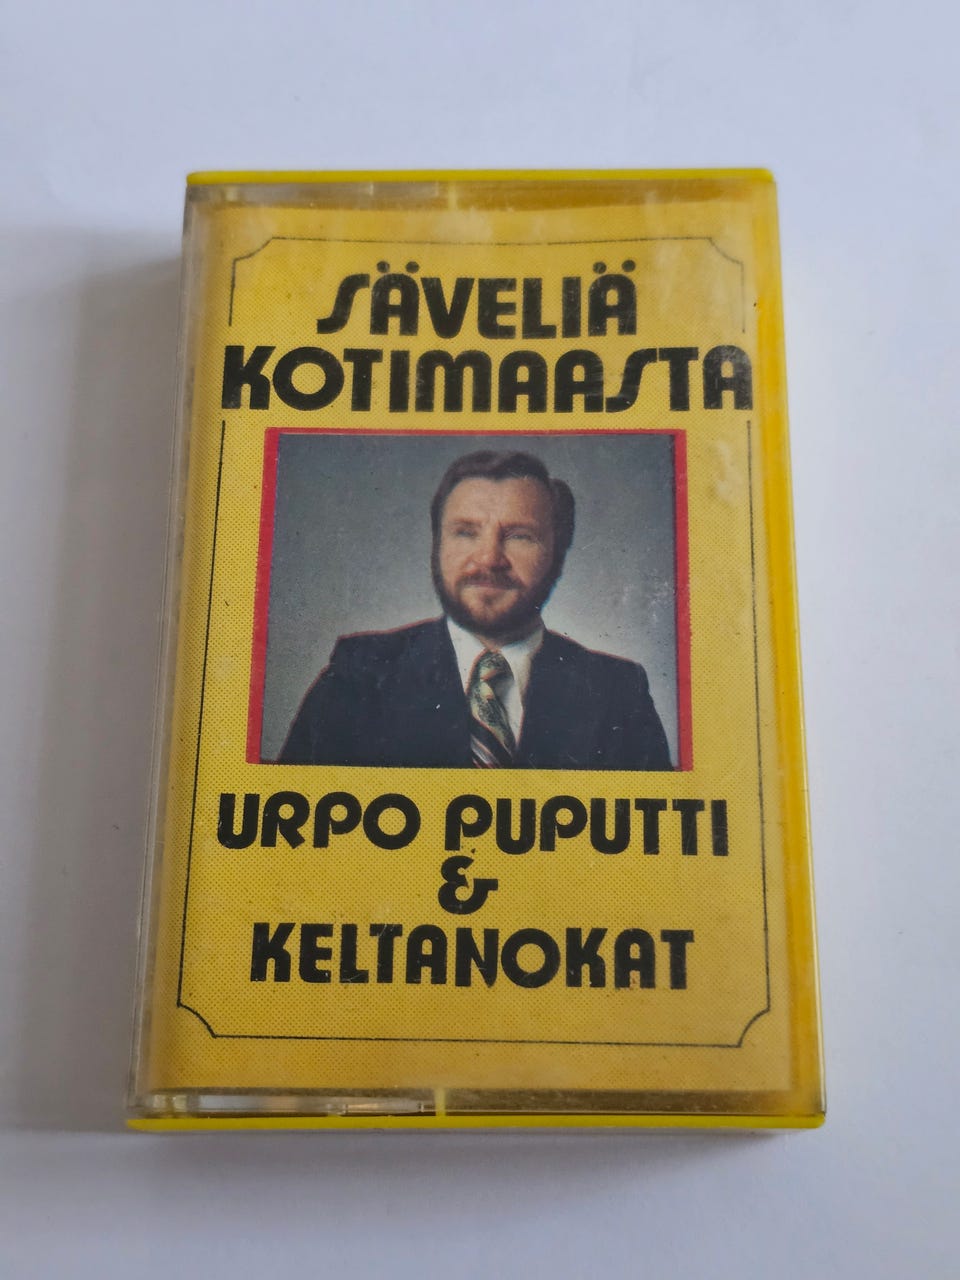 SÄVELIÄ
KOTIMAASTA
URPO PUPUTTI
&
KELTANOKAT